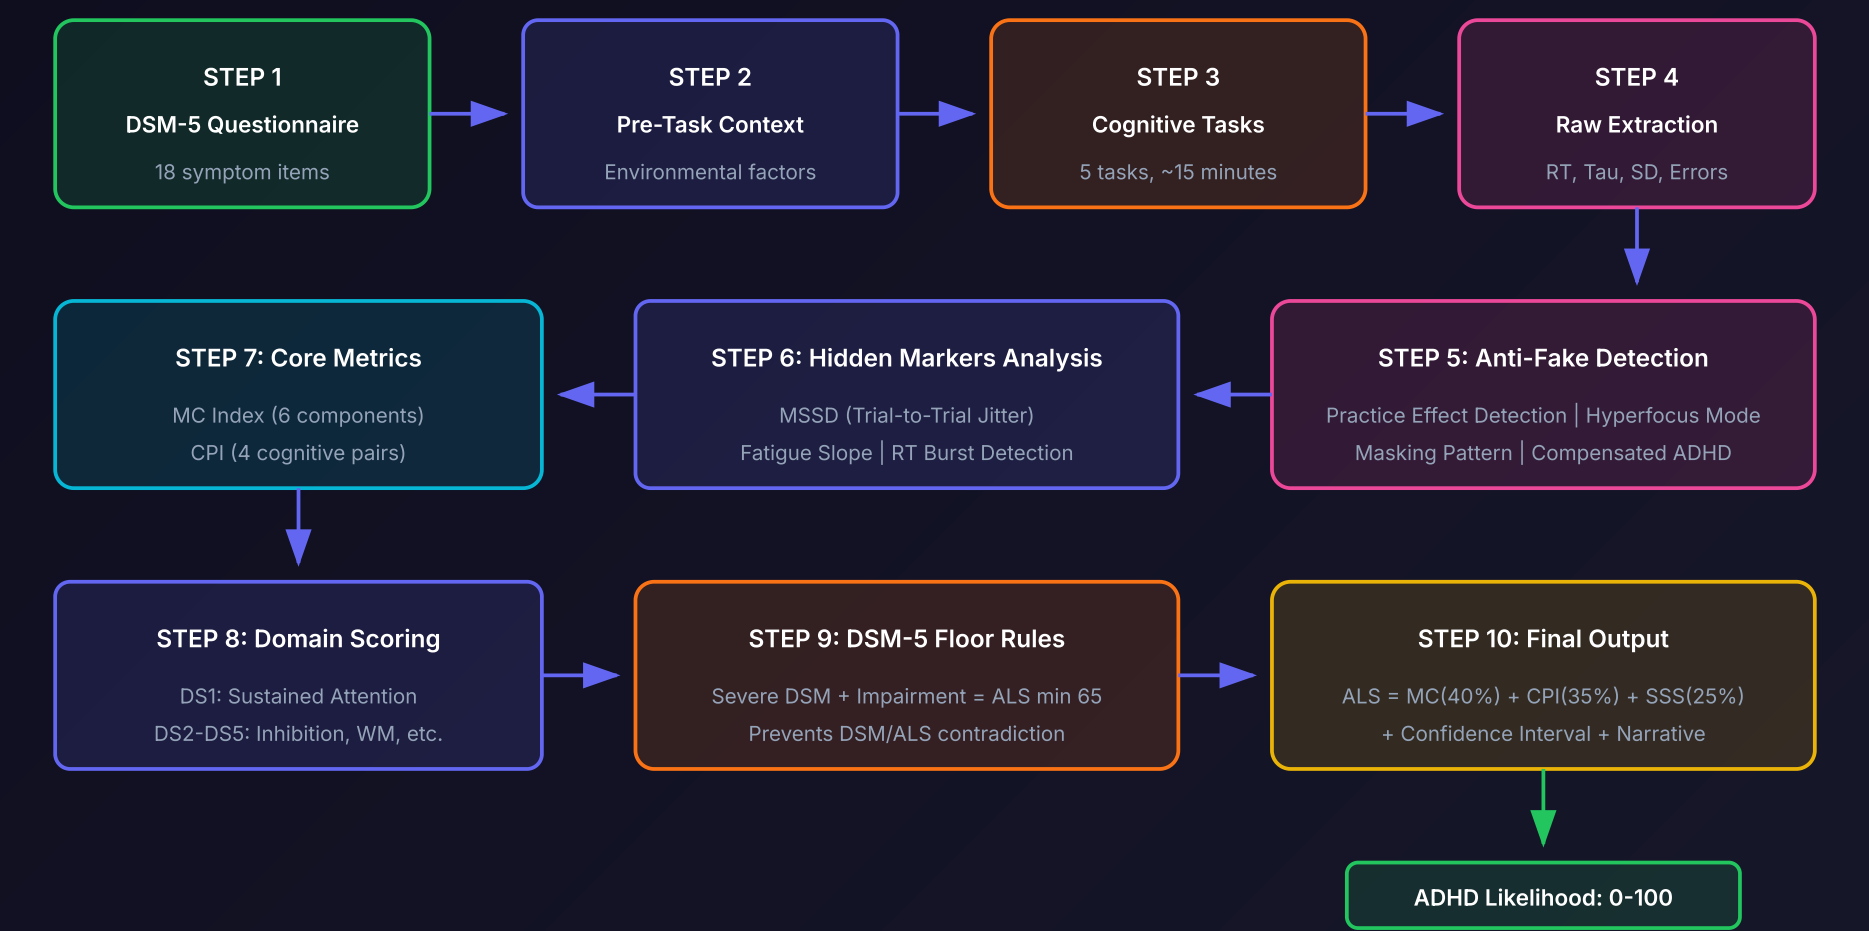 STEP 1
DSM-5 Questionnaire
18 symptom items
STEP 2
Pre-Task Context
Environmental factors
STEP 3
Cognitive Tasks
5 tasks, ~15 minutes
STEP 4
Raw Extraction
RT, Tau, SD, Errors
STEP 5: Anti-Fake Detection
Practice Effect Detection | Hyperfocus Mode
Masking Pattern | Compensated ADHD
STEP 6: Hidden Markers Analysis
MSSD (Trial-to-Trial Jitter)
Fatigue Slope | RT Burst Detection
STEP 7: Core Metrics
MC Index (6 components)
CPI (4 cognitive pairs)
STEP 8: Domain Scoring
DS1: Sustained Attention
DS2-DS5: Inhibition, WM, etc.
STEP 9: DSM-5 Floor Rules
Severe DSM + Impairment = ALS min 65
Prevents DSM/ALS contradiction
STEP 10: Final Output
ALS = MC(40%) + CPI(35%) + SSS(25%)
+ Confidence Interval + Narrative
ADHD Likelihood: 0-100